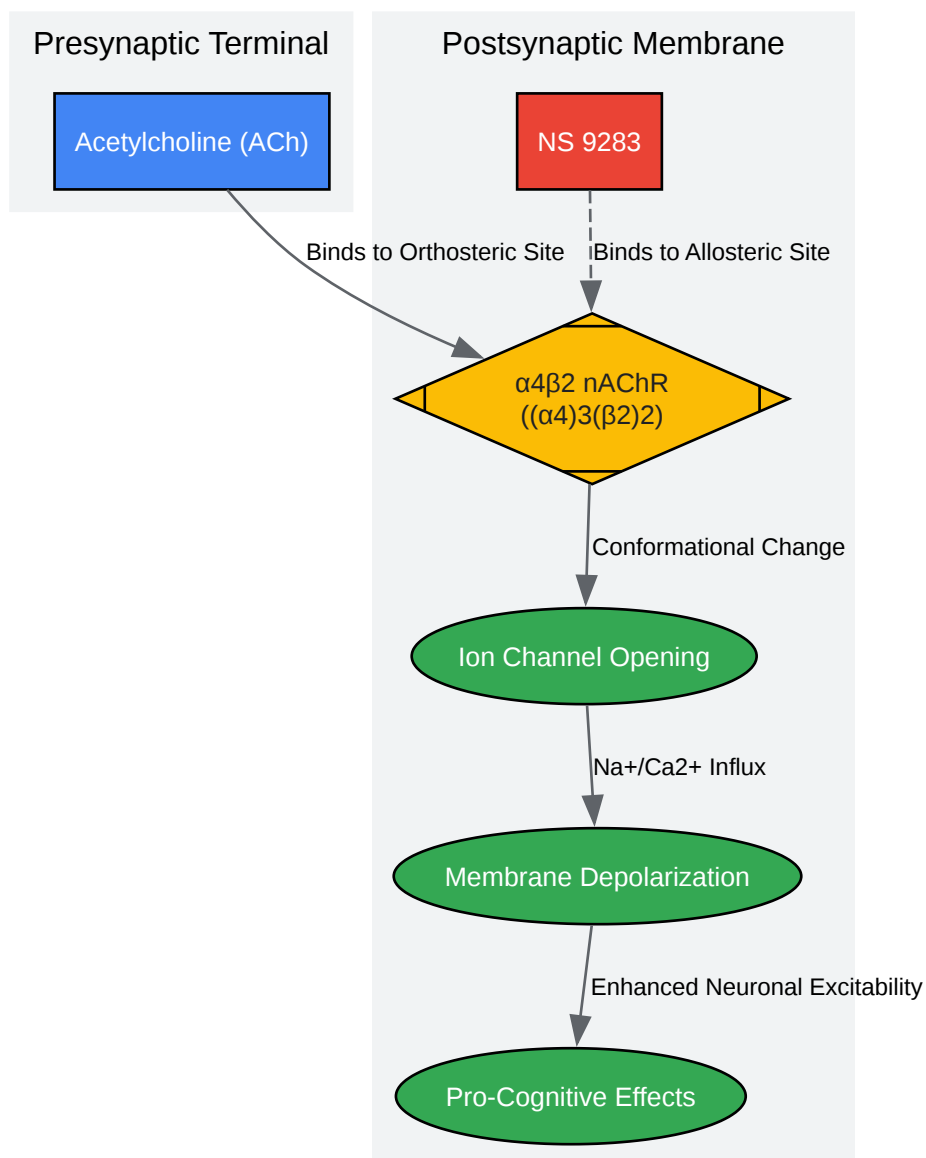 Presynaptic Terminal
Postsynaptic Membrane
Acetylcholine (ACh)
NS 9283
Binds to Orthosteric Site
Binds to Allosteric Site
α4β2 nAChR
((α4)3(β2)2)
Conformational Change
Ion Channel Opening
Na+/Ca2+ Influx
Membrane Depolarization
Enhanced Neuronal Excitability
Pro-Cognitive Effects